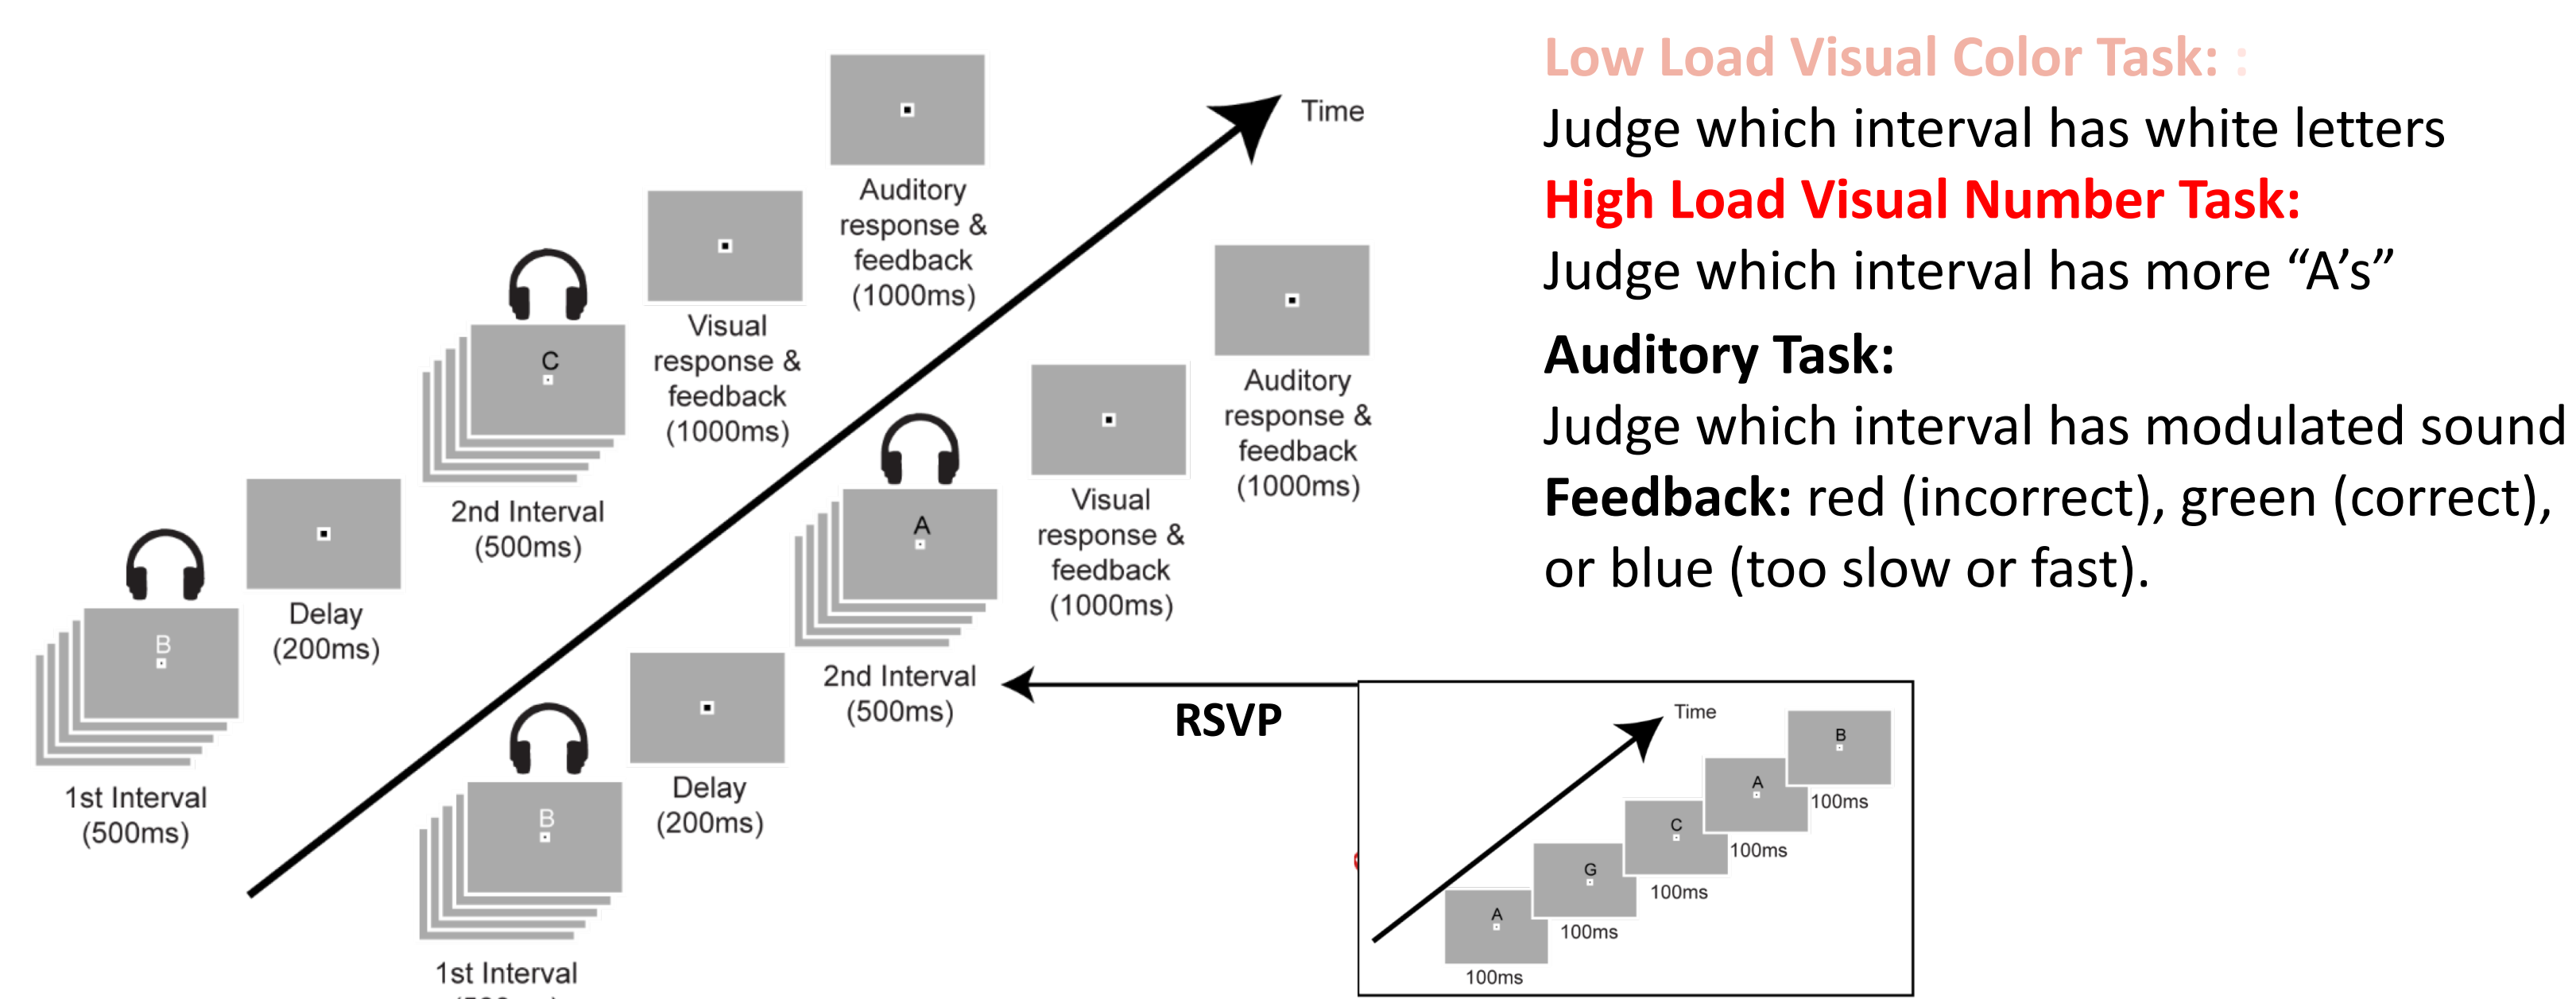 Low Load Visual Color Task: :
Judge which interval has white letters
High Load Visual Number Task:
Judge which interval has more “A’s”
Auditory Task:
Judge which interval has modulated sound
Feedback: red (incorrect), green (correct),
or blue (too slow or fast).
Time
Auditory
response &
feedback
(1000ms)
Visual
response &
feedback
(1000ms)
C
2nd Interval
(500ms)
Delay
(200ms)
B
1st Interval
(500ms)
Auditory
response &
feedback
(1000ms)
Visual
response &
feedback
(1000ms)
A
2nd Interval
(500ms)
Delay
(200ms)
B
1st Interval
RSVP
Time
B
100ms
A
100ms
C
100ms
G
100ms
A
100ms